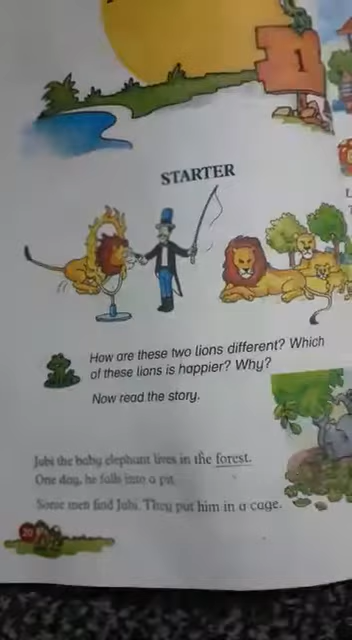 1
STARTER
How are these two lions different? Which
of these lions is happier? Why?
Now read the story.
Jubi the baby elephant lives in the forest.
One day, he falls into a pit.
Some men find Jubi. They put him in a cage.
20